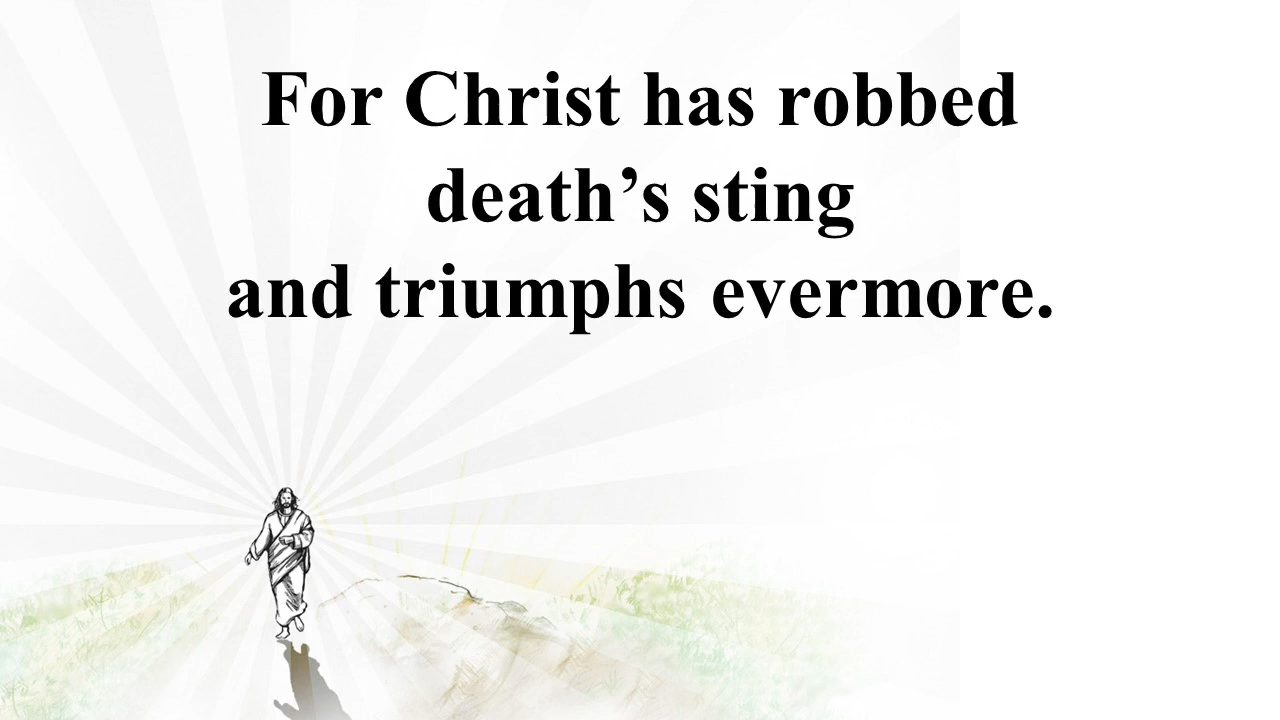 For Christ has robbed
death’s sting
and triumphs evermore.